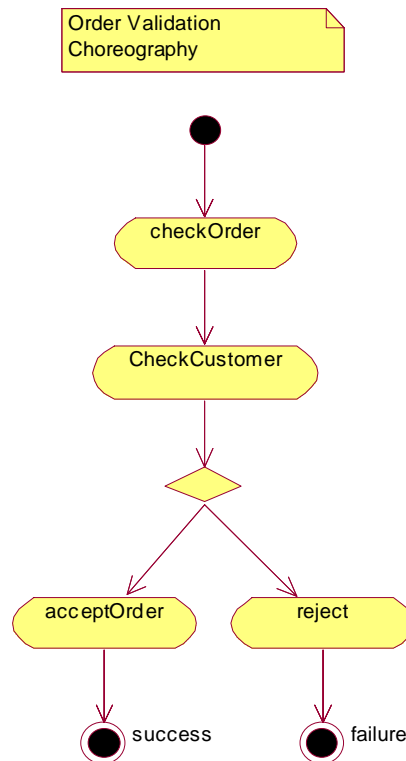 Order Validation
Choreography
checkOrder
CheckCustomer
acceptOrder
reject
success
failure